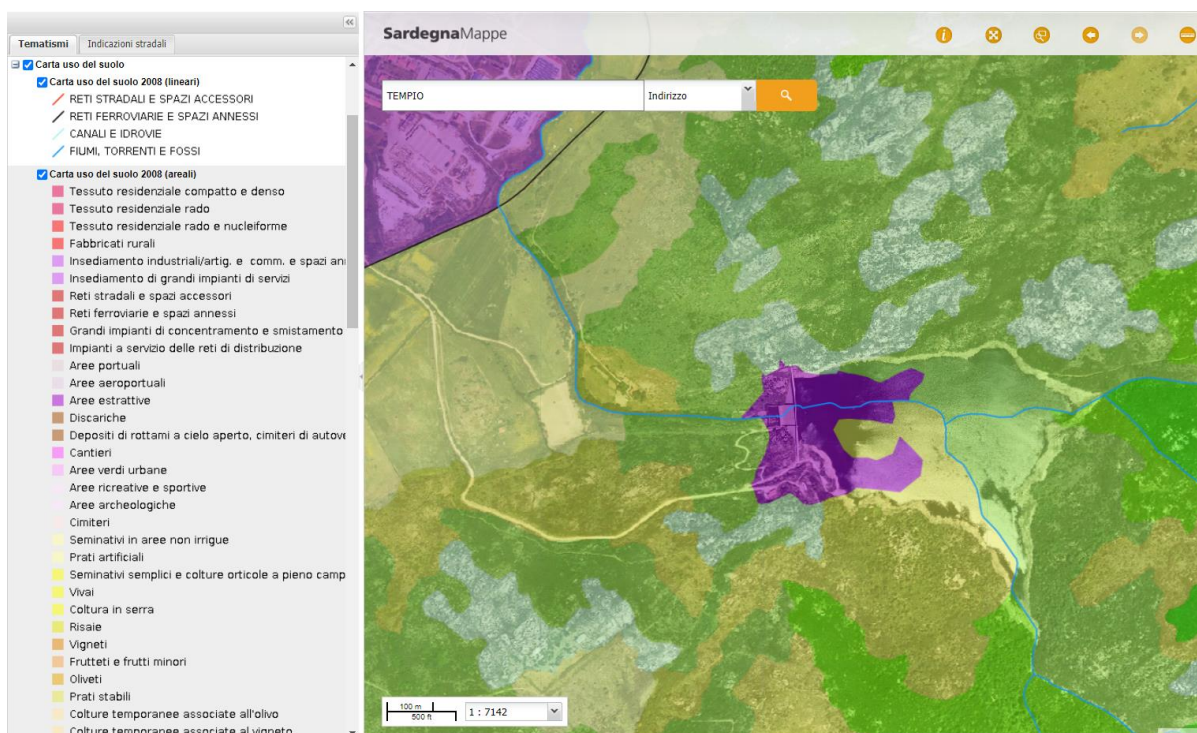 Tematismi
Indicazioni stradali
Carta uso del suolo
Carta uso del suolo 2008 (lineari)
RETI STRADALI E SPAZI ACCESSORI
RETI FERROVIARIE E SPAZI ANNESSI
CANALI E IDROVIE
FIUMI, TORRENTI E FOSSI
Carta uso del suolo 2008 (areali)
Tessuto residenziale compatto e denso
Tessuto residenziale rado
Tessuto residenziale rado e nucleiforme
Fabbricati rurali
Insediamento industriali/artig. e comm. e spazi ann
Insediamento di grandi impianti di servizi
Reti stradali e spazi accessori
Reti ferroviarie e spazi annessi
Grandi impianti di concentramento e smistamento
Impianti a servizio delle reti di distribuzione
Aree portuali
Aree aeroportuali
Aree estrattive
Discariche
Depositi di rottami a cielo aperto, cimiteri di autove
Cantieri
Aree verdi urbane
Aree ricreative e sportive
Aree archeologiche
Cimiteri
Seminativi in aree non irrigue
Prati artificiali
Seminativi semplici e colture orticole a pieno camp
Vivai
Coltura in serra
Risaie
Vigneti
Frutteti e frutti minori
Oliveti
Prati stabili
Colture temporanee associate all'olivo
Colture temporanee associate al vigneto
SardegnaMappe
TEMPIO
Indirizzo
100 m
500 ft
1 : 7142